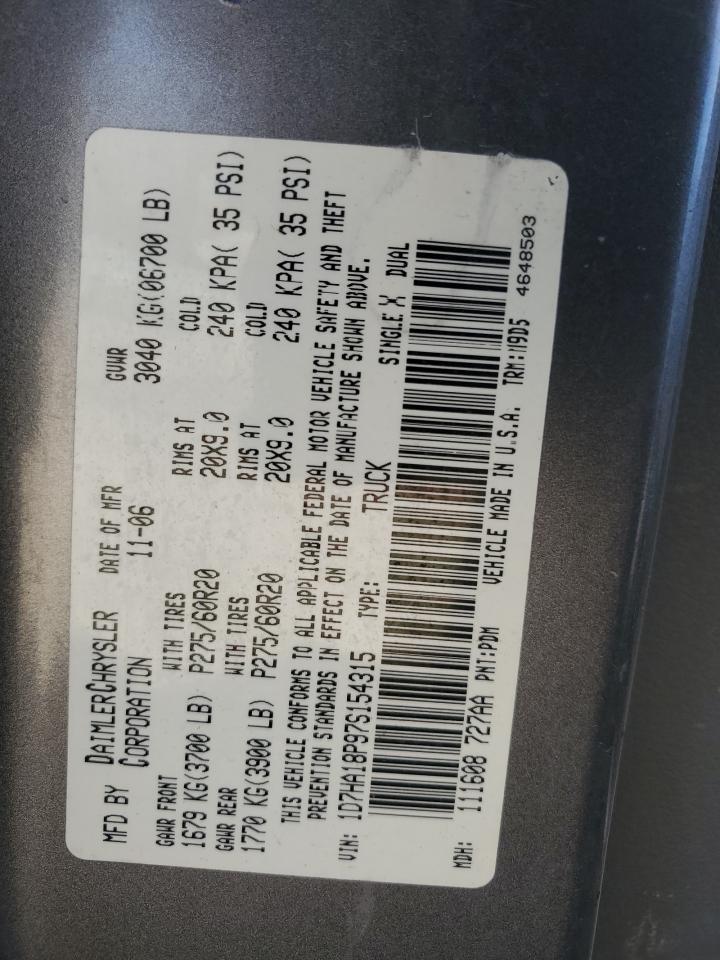 MFD BY DAIMLERCHRYSLER CORPORATION
DATE OF MFR 11-06
GVWR 3040 KG(06700 LB)
GAWR FRONT WITH TIRES RIMS AT COLD
1679 KG(3700 LB) P275/60R20 20X9.0 240 KPA( 35 PSI)
GAWR REAR WITH TIRES RIMS AT COLD
1770 KG(3900 LB) P275/60R20 20X9.0 240 KPA( 35 PSI)
THIS VEHICLE CONFORMS TO ALL APPLICABLE FEDERAL MOTOR VEHICLE SAFETY AND THEFT
PREVENTION STANDARDS IN EFFECT ON THE DATE OF MANUFACTURE SHOWN ABOVE.
VIN: 1D7HA18P97S154315 TYPE: TRUCK SINGLE X DUAL
MDH: 111608 727AA PNT:PDM VEHICLE MADE IN U.S.A. TRM: 4648503